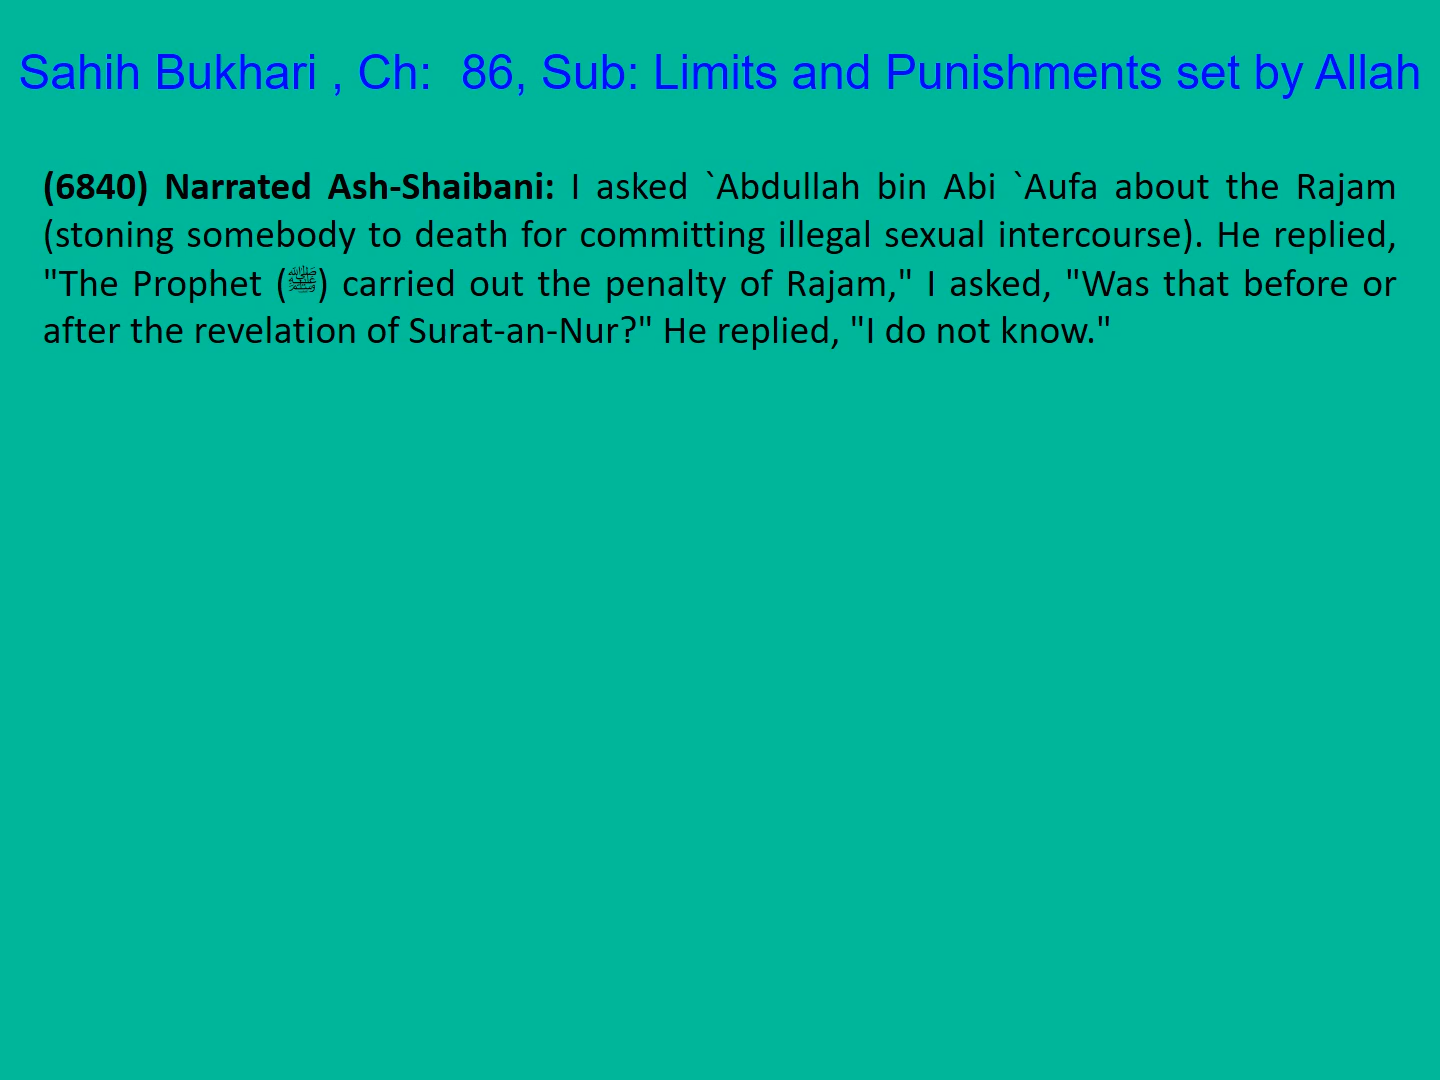 Sahih Bukhari , Ch:  86, Sub: Limits and Punishments set by Allah
(6840) Narrated Ash-Shaibani: I asked `Abdullah bin Abi `Aufa about the Rajam
(stoning somebody to death for committing illegal sexual intercourse). He replied,
"The Prophet (ﷺ) carried out the penalty of Rajam," I asked, "Was that before or
after the revelation of Surat-an-Nur?" He replied, "I do not know."